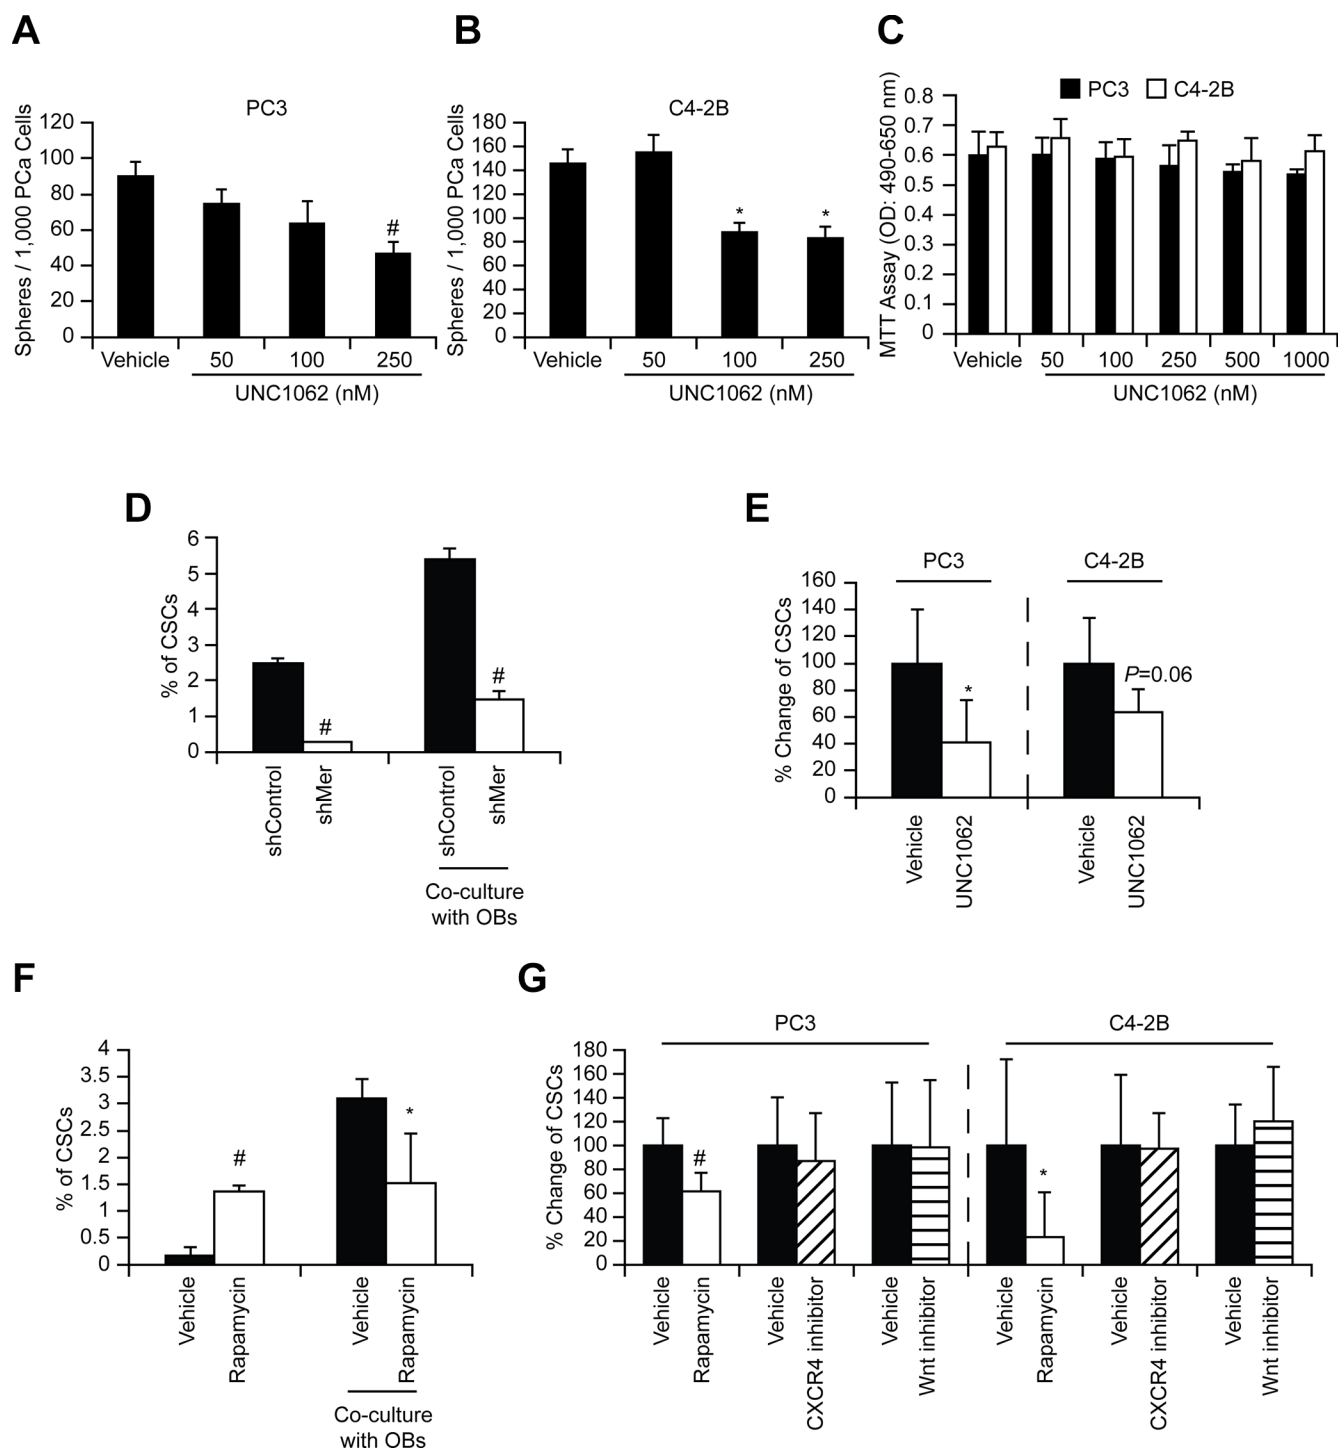 A
PC3
Spheres / 1,000 PCa Cells
120
100
80
60
40
20
0
#
Vehicle 50 100 250
UNC1062 (nM)
B
C4-2B
Spheres / 1,000 PCa Cells
180
160
140
120
100
80
60
40
20
0
* *
Vehicle 50 100 250
UNC1062 (nM)
C
PC3 C4-2B
MTT Assay (OD: 490-650 nm)
0.8
0.7
0.6
0.5
0.4
0.3
0.2
0.1
0
Vehicle 50 100 250 500 1000
UNC1062 (nM)
D
% of CSCs
6
5
4
3
2
1
0
# #
shControl
shMer
shControl
shMer
Co-culture
with OBs
E
PC3 C4-2B
% Change of CSCs
160
140
120
100
80
60
40
20
0
* P=0.06
Vehicle
UNC1062
Vehicle
UNC1062
F
% of CSCs
4
3.5
3
2.5
2
1.5
1
0.5
0
# *
Vehicle
Rapamycin
Vehicle
Rapamycin
Co-culture
with OBs
G
PC3 C4-2B
% Change of CSCs
180
160
140
120
100
80
60
40
20
0
# *
Vehicle
Rapamycin
Vehicle
CXCR4 inhibitor
Vehicle
Wnt inhibitor
Vehicle
Rapamycin
Vehicle
CXCR4 inhibitor
Vehicle
Wnt inhibitor